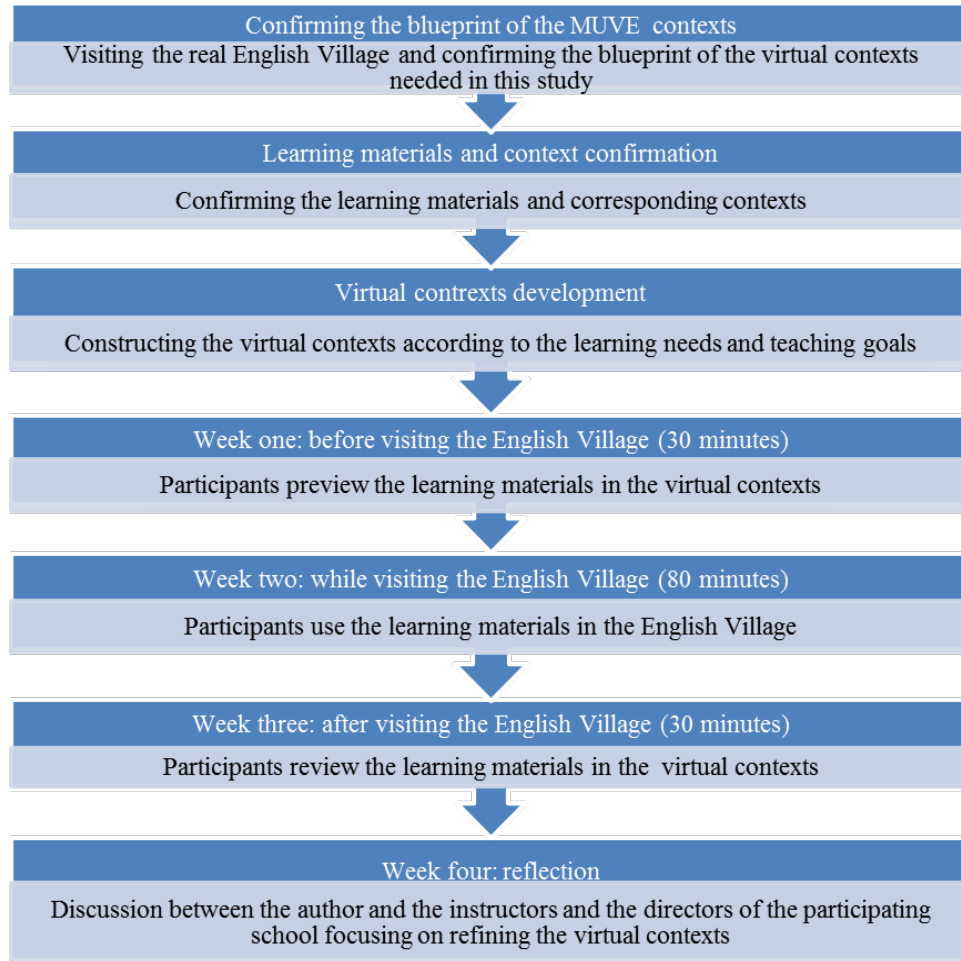 Confirming the blueprint of the MUVE contexts
Visiting the real English Village and confirming the blueprint of the virtual contexts
needed in this study
Learning materials and context confirmation
Confirming the learning materials and corresponding contexts
Virtual contrexts development
Constructing the virtual contexts according to the learning needs and teaching goals
Week one: before visitng the English Village (30 minutes)
Participants preview the learning materials in the virtual contexts
Week two: while visiting the English Village (80 minutes)
Participants use the learning materials in the English Village
Week three: after visiting the English Village (30 minutes)
Participants review the learning materials in the virtual contexts
Week four: reflection
Discussion between the author and the instructors and the directors of the participating
school focusing on refining the virtual contexts